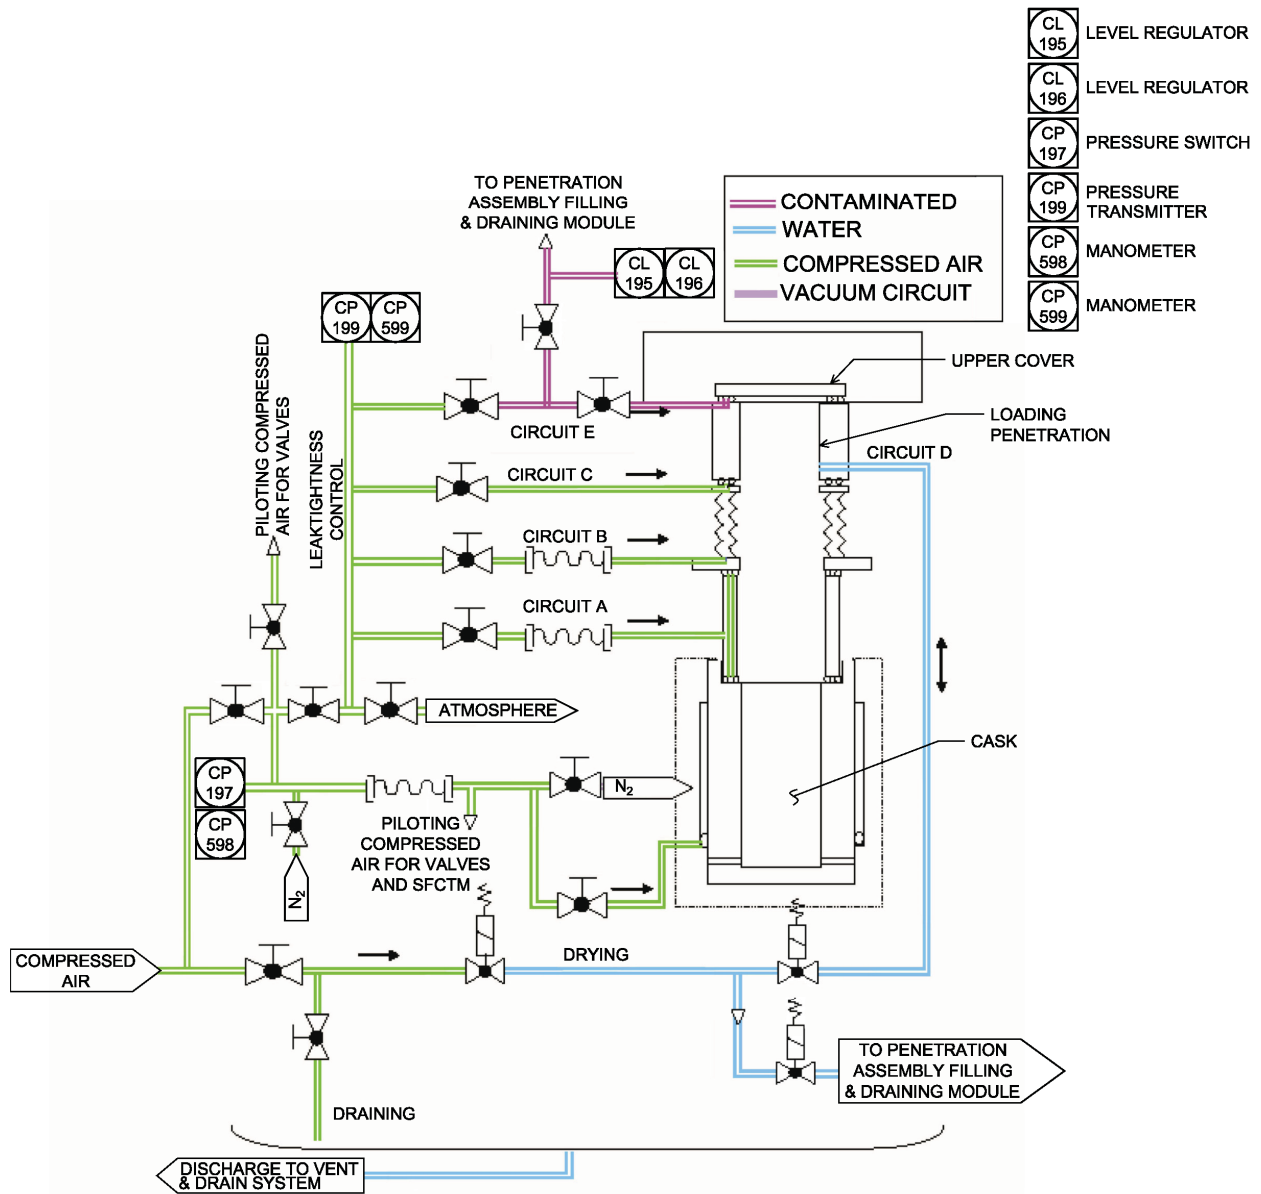 CL
195
LEVEL REGULATOR
CL
196
LEVEL REGULATOR
CP
197
PRESSURE SWITCH
CP
199
PRESSURE
TRANSMITTER
CP
598
MANOMETER
CP
599
MANOMETER
TO PENETRATION
ASSEMBLY FILLING
& DRAINING MODULE
CONTAMINATED
WATER
COMPRESSED AIR
VACUUM CIRCUIT
CL
195
CL
196
CP
199
CP
599
PILOTING COMPRESSED
AIR FOR VALVES
LEAKTIGHTNESS
CONTROL
UPPER COVER
LOADING
PENETRATION
CIRCUIT E
CIRCUIT D
CIRCUIT C
CIRCUIT B
CIRCUIT A
ATMOSPHERE
CASK
CP
197
CP
598
N2
N2
PILOTING
COMPRESSED
AIR FOR VALVES
AND SFCTM
COMPRESSED
AIR
DRYING
TO PENETRATION
ASSEMBLY FILLING
& DRAINING MODULE
DRAINING
DISCHARGE TO VENT
& DRAIN SYSTEM